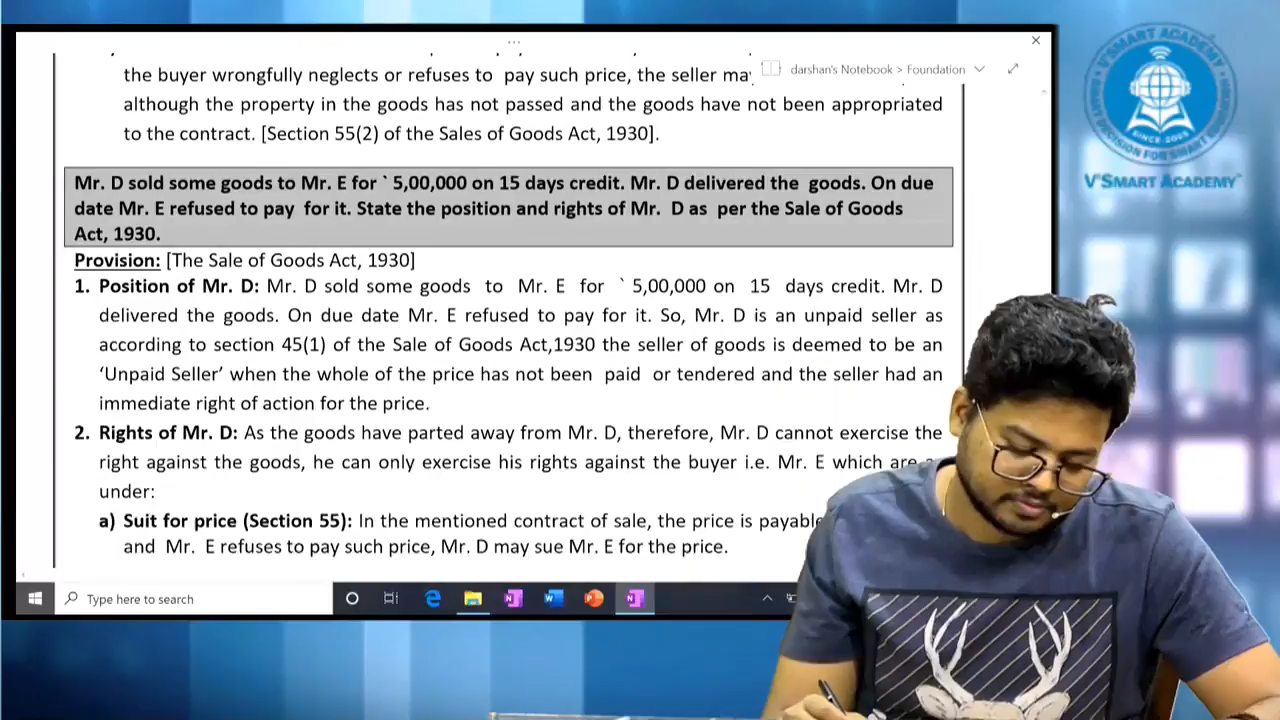 the buyer wrongfully neglects or refuses to pay such price, the seller may
darshan's Notebook > Foundation
although the property in the goods has not passed and the goods have not been appropriated
to the contract. [Section 55(2) of the Sales of Goods Act, 1930].
V'SMART ACADEMY
SINCE 2003
V'SMART ACADEMY
Mr. D sold some goods to Mr. E for ` 5,00,000 on 15 days credit. Mr. D delivered the goods. On due
date Mr. E refused to pay for it. State the position and rights of Mr. D as per the Sale of Goods
Act, 1930.
Provision: [The Sale of Goods Act, 1930]
1. Position of Mr. D: Mr. D sold some goods to Mr. E for ` 5,00,000 on 15 days credit. Mr. D
delivered the goods. On due date Mr. E refused to pay for it. So, Mr. D is an unpaid seller as
according to section 45(1) of the Sale of Goods Act,1930 the seller of goods is deemed to be an
‘Unpaid Seller’ when the whole of the price has not been paid or tendered and the seller had an
immediate right of action for the price.
2. Rights of Mr. D: As the goods have parted away from Mr. D, therefore, Mr. D cannot exercise the
right against the goods, he can only exercise his rights against the buyer i.e. Mr. E which are
under:
a) Suit for price (Section 55): In the mentioned contract of sale, the price is payable
and Mr. E refuses to pay such price, Mr. D may sue Mr. E for the price.
Type here to search